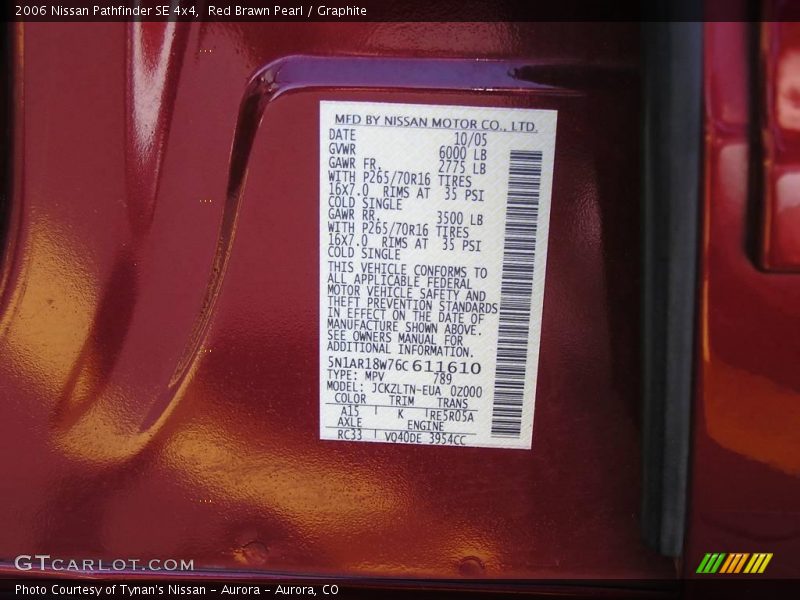 2006 Nissan Pathfinder SE 4x4, Red Brawn Pearl / Graphite
MFD BY NISSAN MOTOR CO., LTD.
DATE 10/05
GVWR 6000 LB
GAWR FR. 2775 LB
WITH P265/70R16 TIRES
16X7.0 RIMS AT 35 PSI
COLD SINGLE
GAWR RR. 3500 LB
WITH P265/70R16 TIRES
16X7.0 RIMS AT 35 PSI
COLD SINGLE
THIS VEHICLE CONFORMS TO
ALL APPLICABLE FEDERAL
MOTOR VEHICLE SAFETY AND
THEFT PREVENTION STANDARDS
IN EFFECT ON THE DATE OF
MANUFACTURE SHOWN ABOVE.
SEE OWNERS MANUAL FOR
ADDITIONAL INFORMATION.
5N1AR18W76C611610
TYPE: MPV 789
MODEL: JCKZLTN-EUA 0Z000
COLOR TRIM TRANS
A15 K RE5R05A
AXLE ENGINE
RC33 VQ40DE 3954CC
GTCARLOT.COM
Photo Courtesy of Tynan's Nissan - Aurora - Aurora, CO